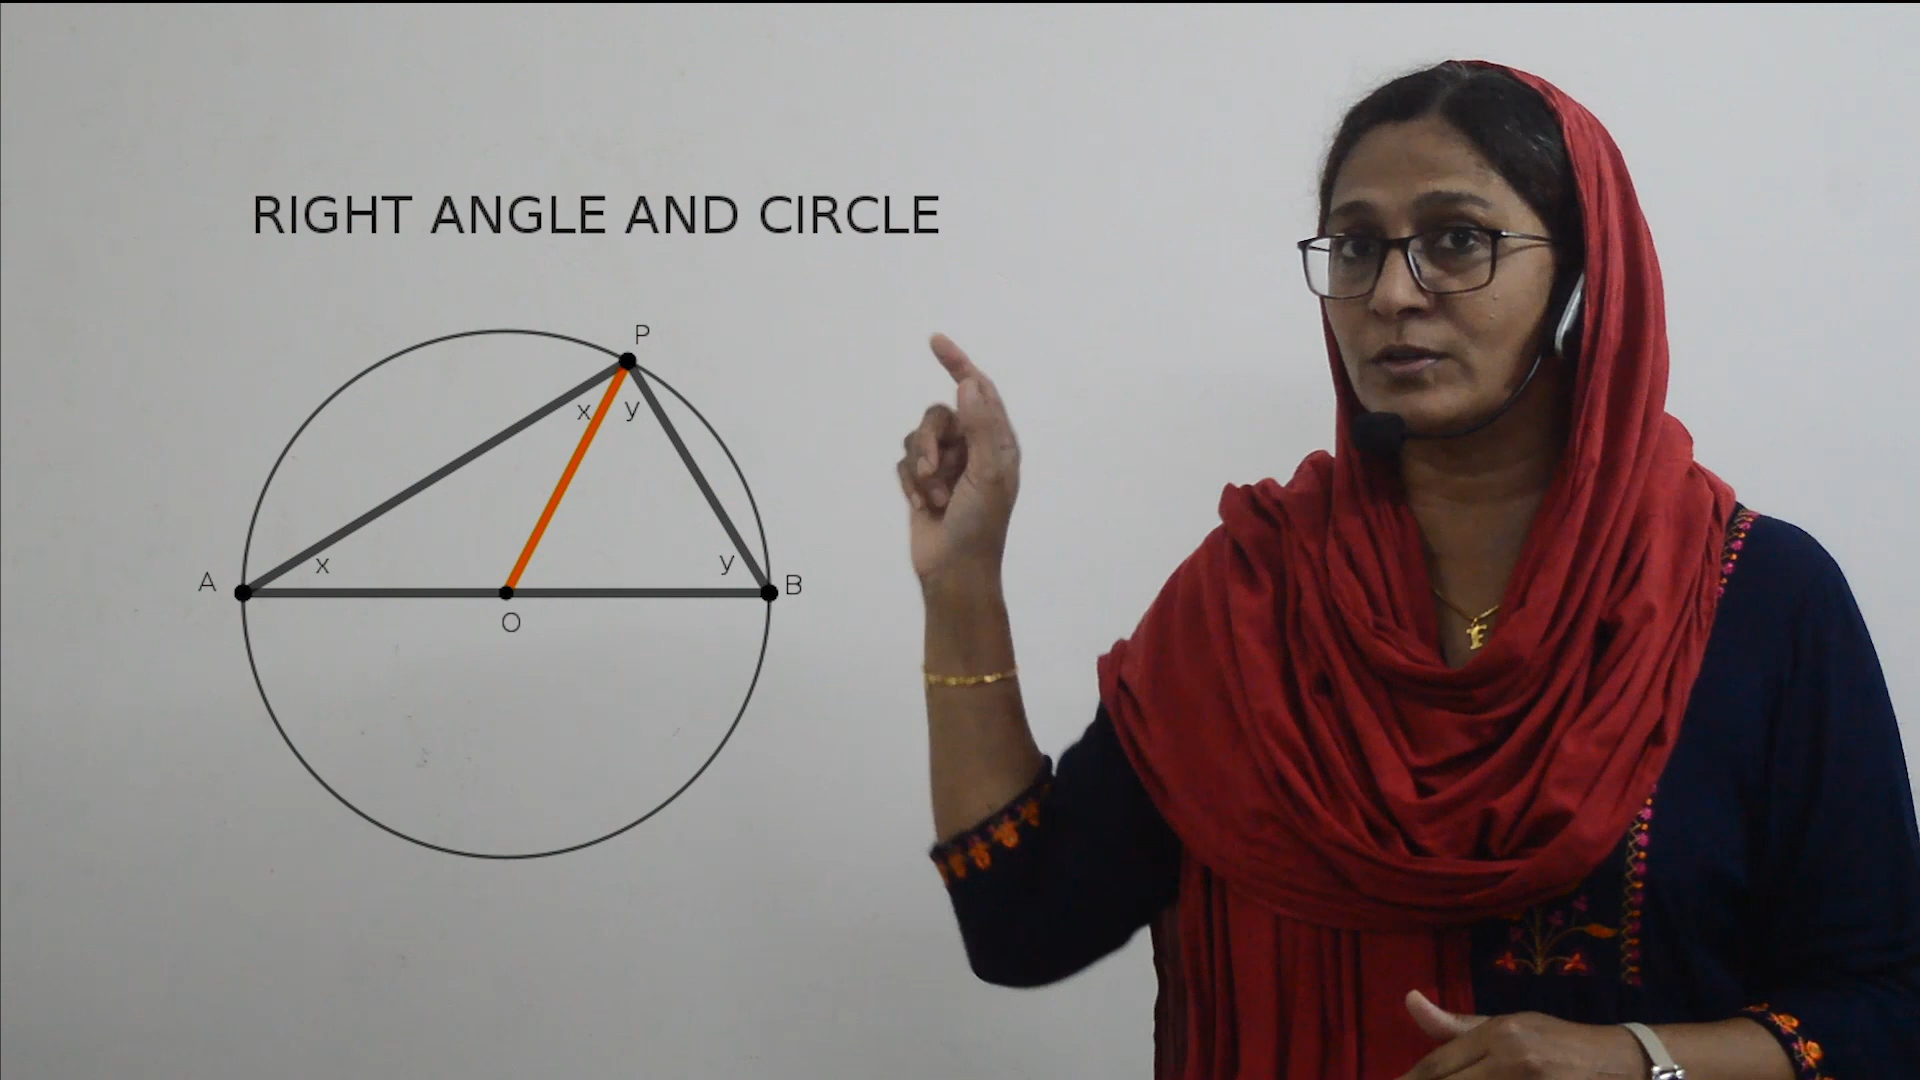 RIGHT ANGLE AND CIRCLE
P
x y
x y
A B
O